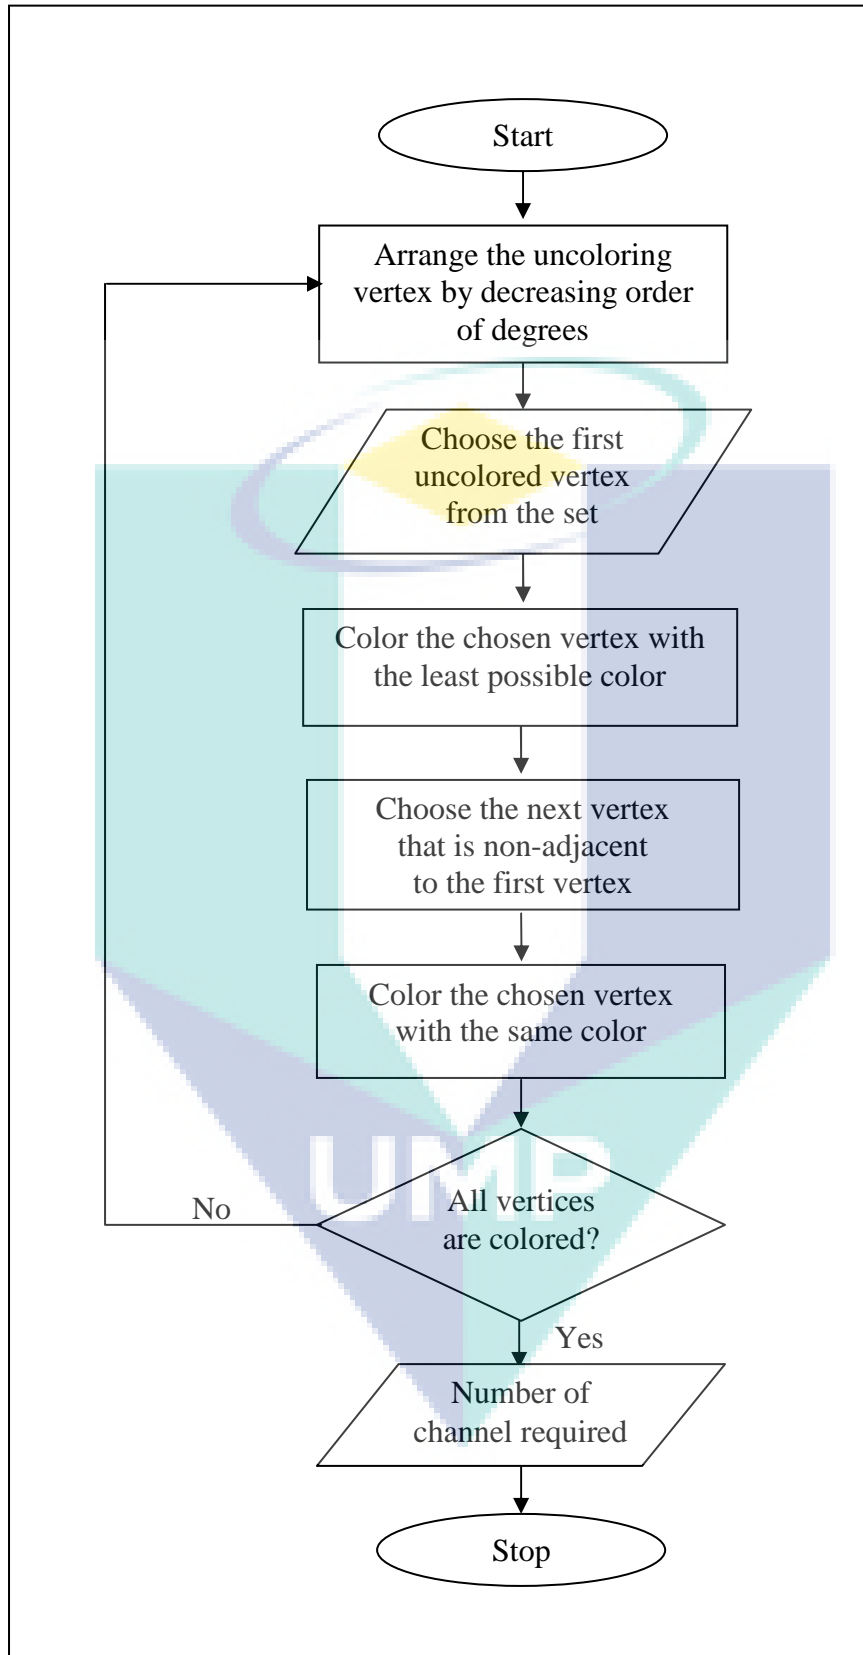 Start
Arrange the uncoloring
vertex by decreasing order
of degrees
Choose the first
uncolored vertex
from the set
Color the chosen vertex with
the least possible color
Choose the next vertex
that is non-adjacent
to the first vertex
Color the chosen vertex
with the same color
UMP
All vertices
are colored?
No
Yes
Number of
channel required
Stop